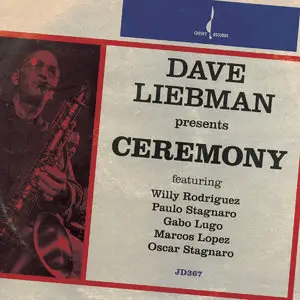 DAVE
LIEBMAN
presents
CEREMONY
featuring
Willy Rodriguez
Paulo Stagnaro
Gabo Lugo
Marcos Lopez
Oscar Stagnaro
JD367